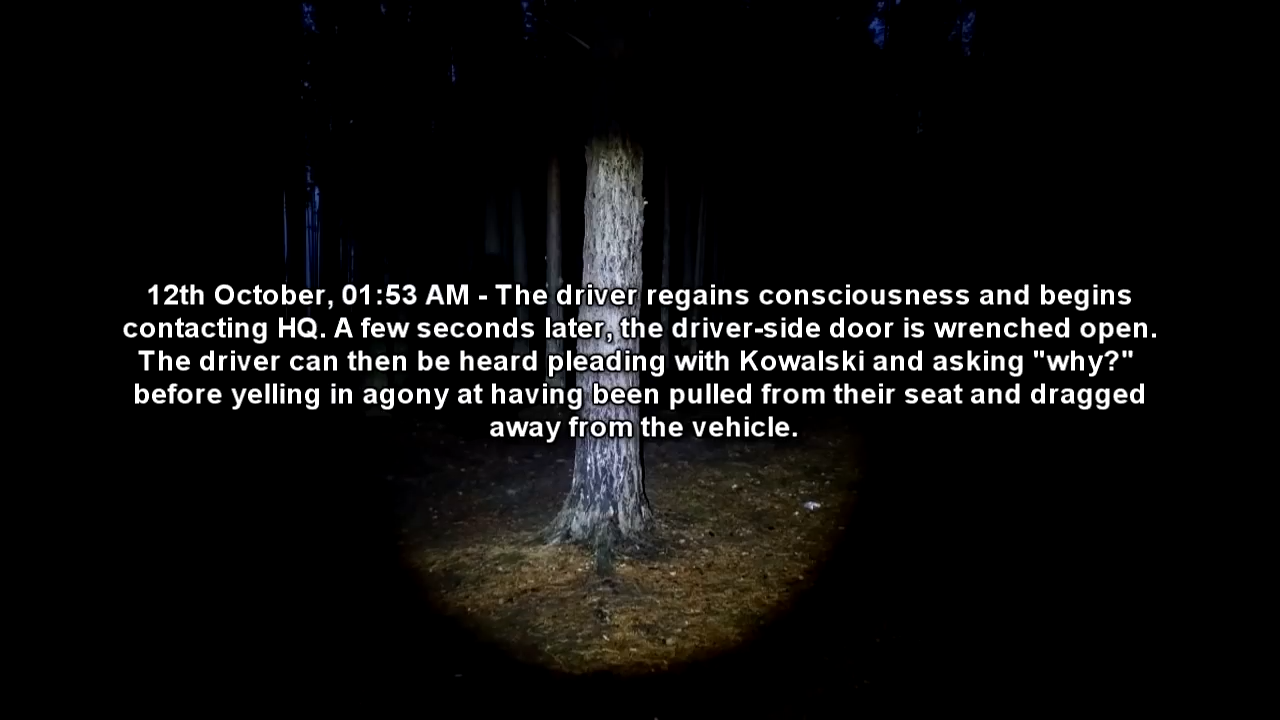 12th October, 01:53 AM - The driver regains consciousness and begins
contacting HQ. A few seconds later, the driver-side door is wrenched open.
The driver can then be heard pleading with Kowalski and asking "why?"
before yelling in agony at having been pulled from their seat and dragged
away from the vehicle.